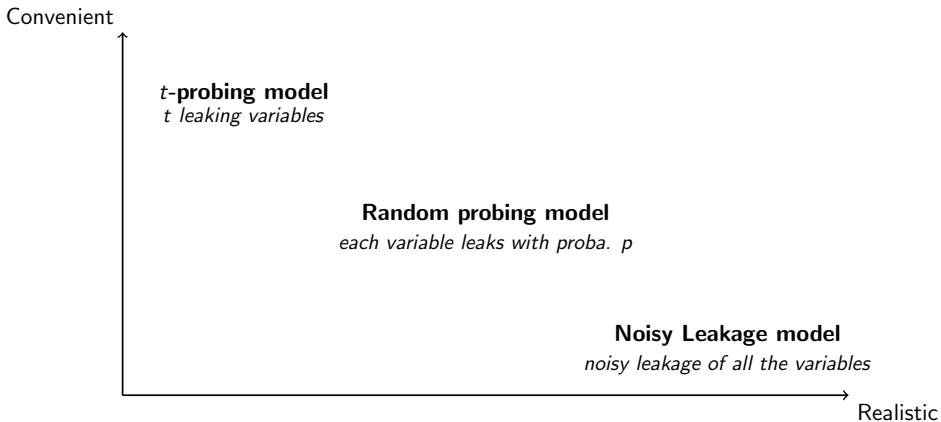 Convenient
t-probing model
t leaking variables
Random probing model
each variable leaks with proba. p
Noisy Leakage model
noisy leakage of all the variables
Realistic